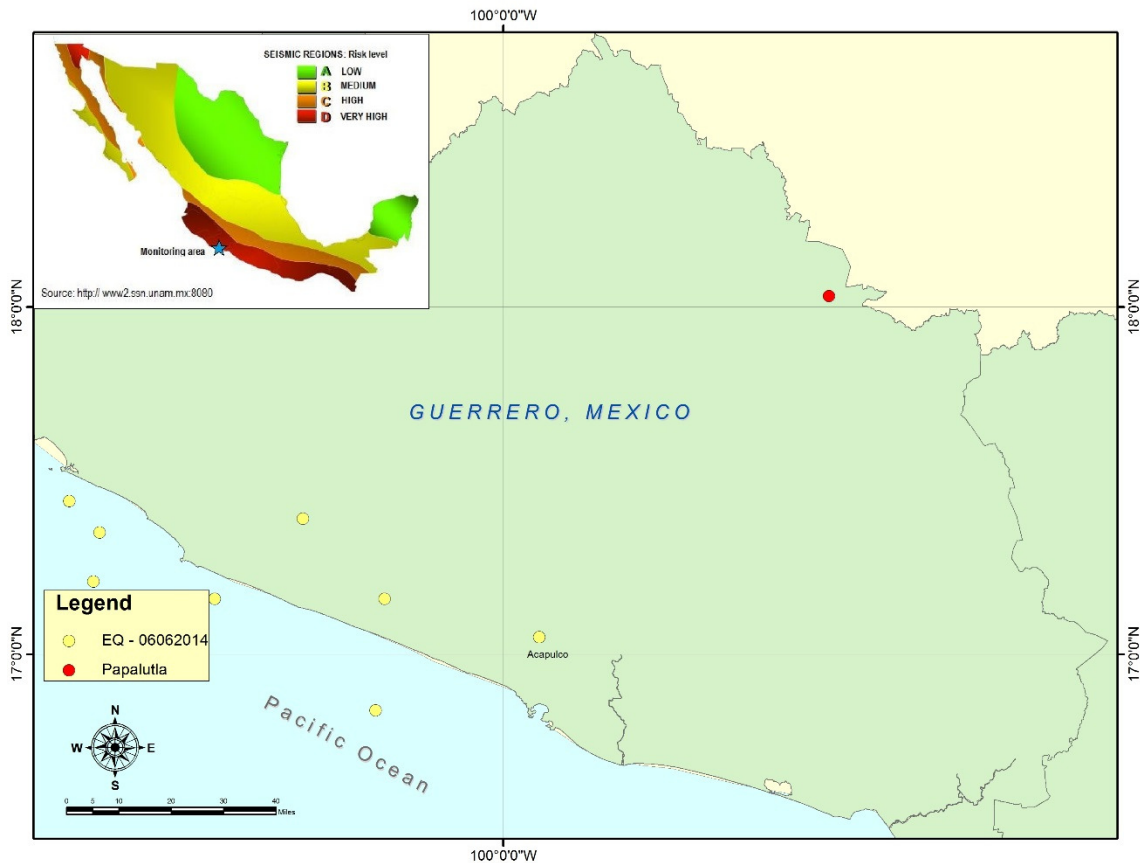 100°0'0"W
SEISMIC REGIONS: Risk level
A LOW
B MEDIUM
C HIGH
D VERY HIGH
Monitoring area
Source: http:// www2.ssn.unam.mx:8080
18°0'0"N
18°0'0"N
GUERRERO, MEXICO
Legend
EQ - 06062014
Papalutla
17°0'0"N
17°0'0"N
Acapulco
Pacific Ocean
N
W E
S
0 5 10 20 30 40
Miles
100°0'0"W